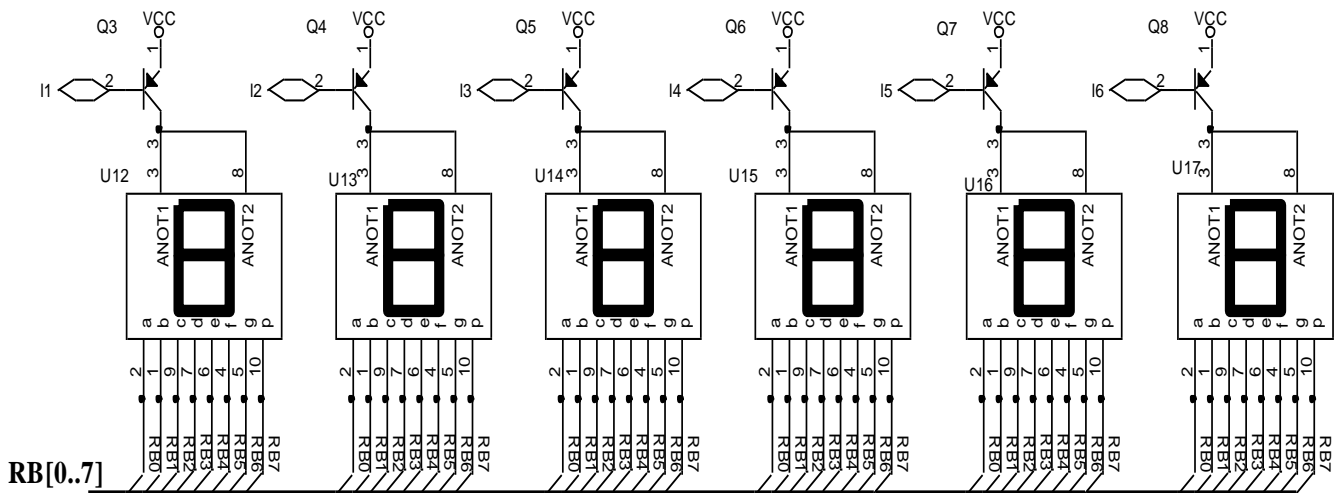 Q3 VCC Q4 VCC Q5 VCC Q6 VCC Q7 VCC Q8 VCC
1 1 1 1 1 1
I1 2 I2 2 I3 2 I4 2 I5 2 I6 2
3 3 3 3 3 3
U12 3 8 U13 3 8 U14 3 8 U15 3 8 U16 3 8 U17 3 8
ANOT1 ANOT2 ANOT1 ANOT2 ANOT1 ANOT2 ANOT1 ANOT2 ANOT1 ANOT2 ANOT1 ANOT2
a b c d e f g p a b c d e f g p a b c d e f g p a b c d e f g p a b c d e f g p a b c d e f g p
2 1 9 7 6 4 5 10 2 1 9 7 6 4 5 10 2 1 9 7 6 4 5 10 2 1 9 7 6 4 5 10 2 1 9 7 6 4 5 10 2 1 9 7 6 4 5 10
RB0 RB1 RB2 RB3 RB4 RB5 RB6 RB7 RB0 RB1 RB2 RB3 RB4 RB5 RB6 RB7 RB0 RB1 RB2 RB3 RB4 RB5 RB6 RB7 RB0 RB1 RB2 RB3 RB4 RB5 RB6 RB7 RB0 RB1 RB2 RB3 RB4 RB5 RB6 RB7 RB0 RB1 RB2 RB3 RB4 RB5 RB6 RB7
RB[0..7]